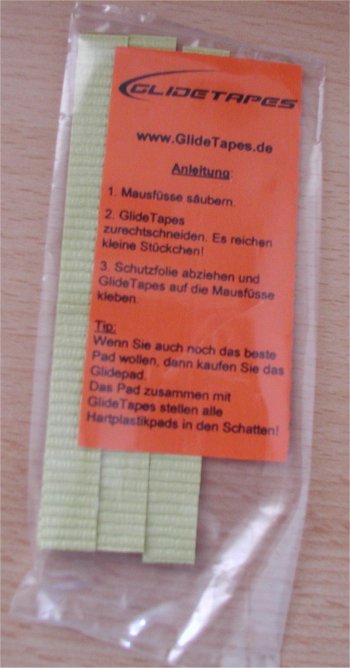 GLIDETAPES
www.GlideTapes.de
Anleitung:
1. Mausfüsse säubern.
2. GlideTapes
zurechtschneiden. Es reichen
kleine Stückchen!
3. Schutzfolie abziehen und
GlideTapes auf die Mausfüsse
kleben.
Tip:
Wenn Sie auch noch das beste
Pad wollen, dann kaufen Sie das
Glidepad.
Das Pad zusammen mit
GlideTapes stellen alle
Hartplastikpads in den Schatten!